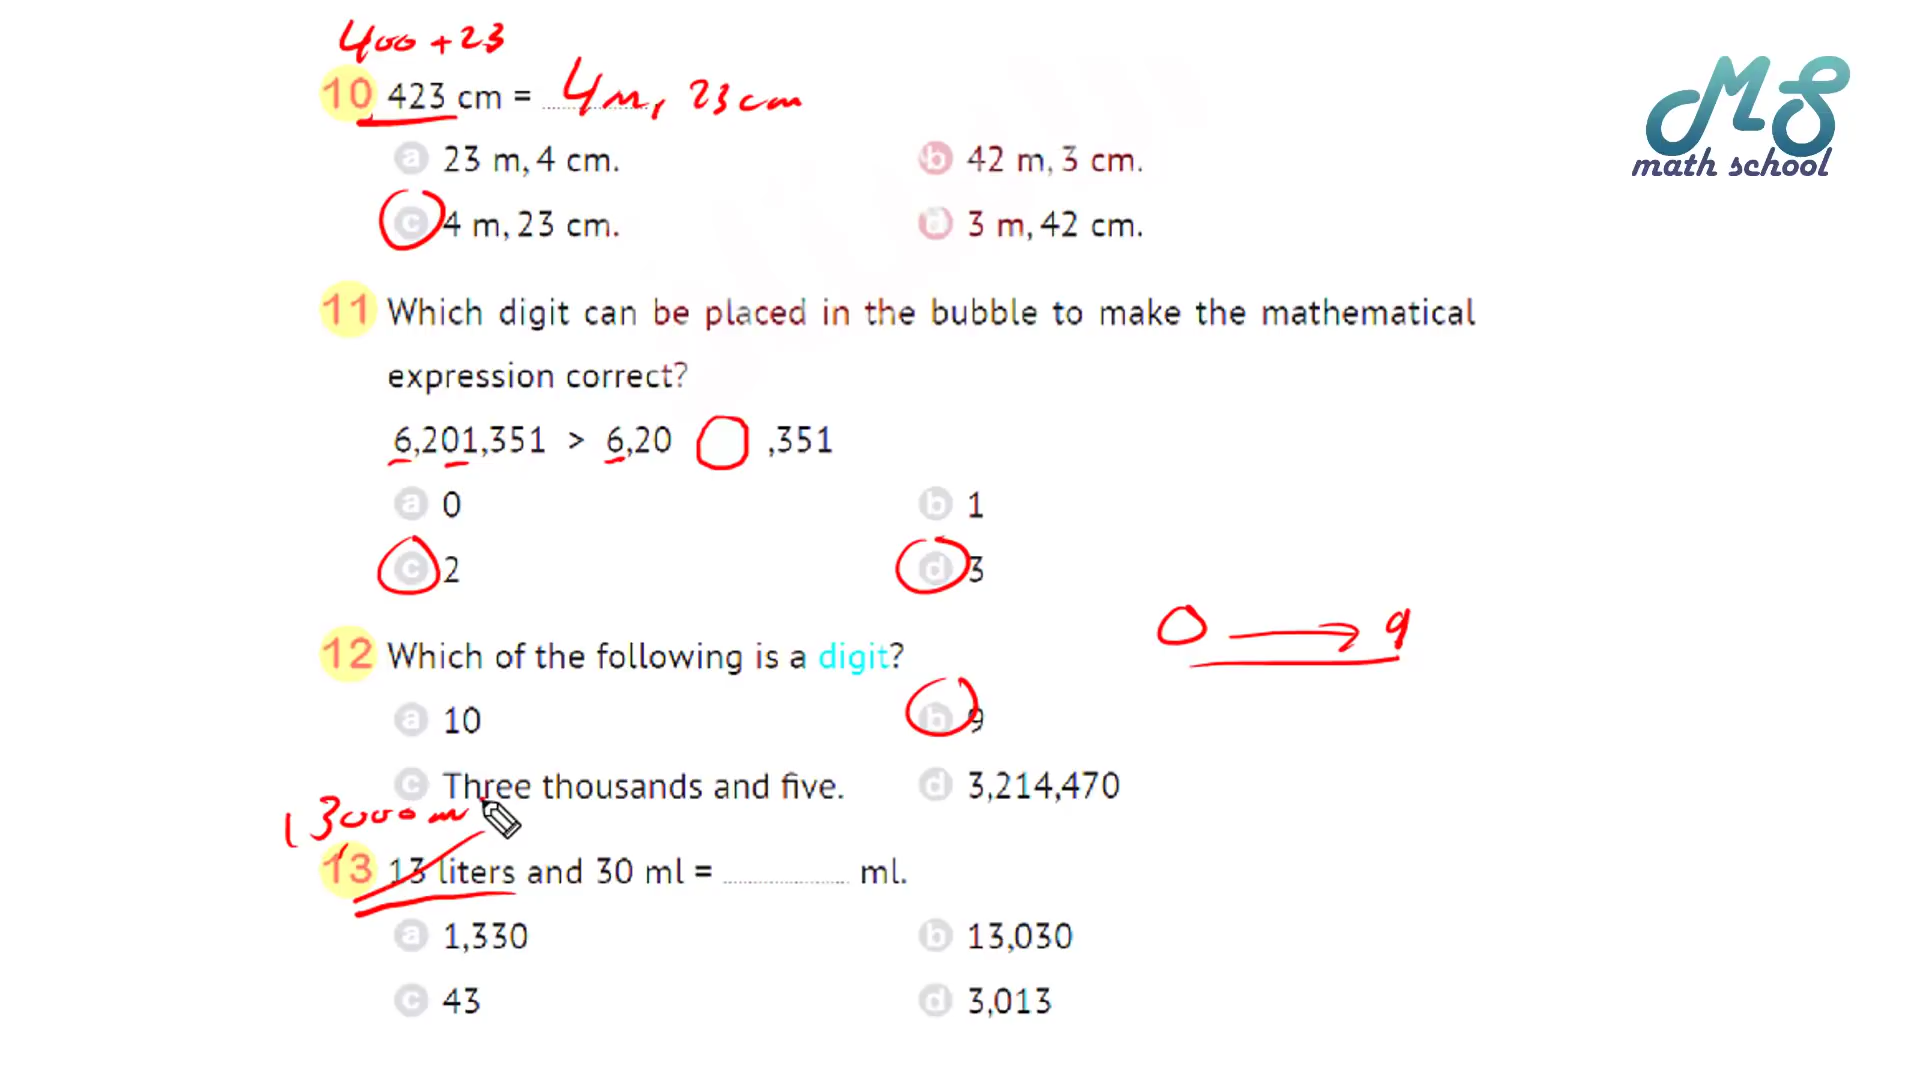 400 + 23
10 423 cm = 4m, 23 cm
a 23 m, 4 cm.
b 42 m, 3 cm.
c 4 m, 23 cm.
d 3 m, 42 cm.
MS
math school
11 Which digit can be placed in the bubble to make the mathematical
expression correct?
6,201,351 > 6,20 ,351
a 0
b 1
c 2
d 3
0 → 9
12 Which of the following is a digit?
a 10
b 9
c Three thousands and five.
d 3,214,470
13000 m
13 13 liters and 30 ml = ............ ml.
a 1,330
b 13,030
c 43
d 3,013